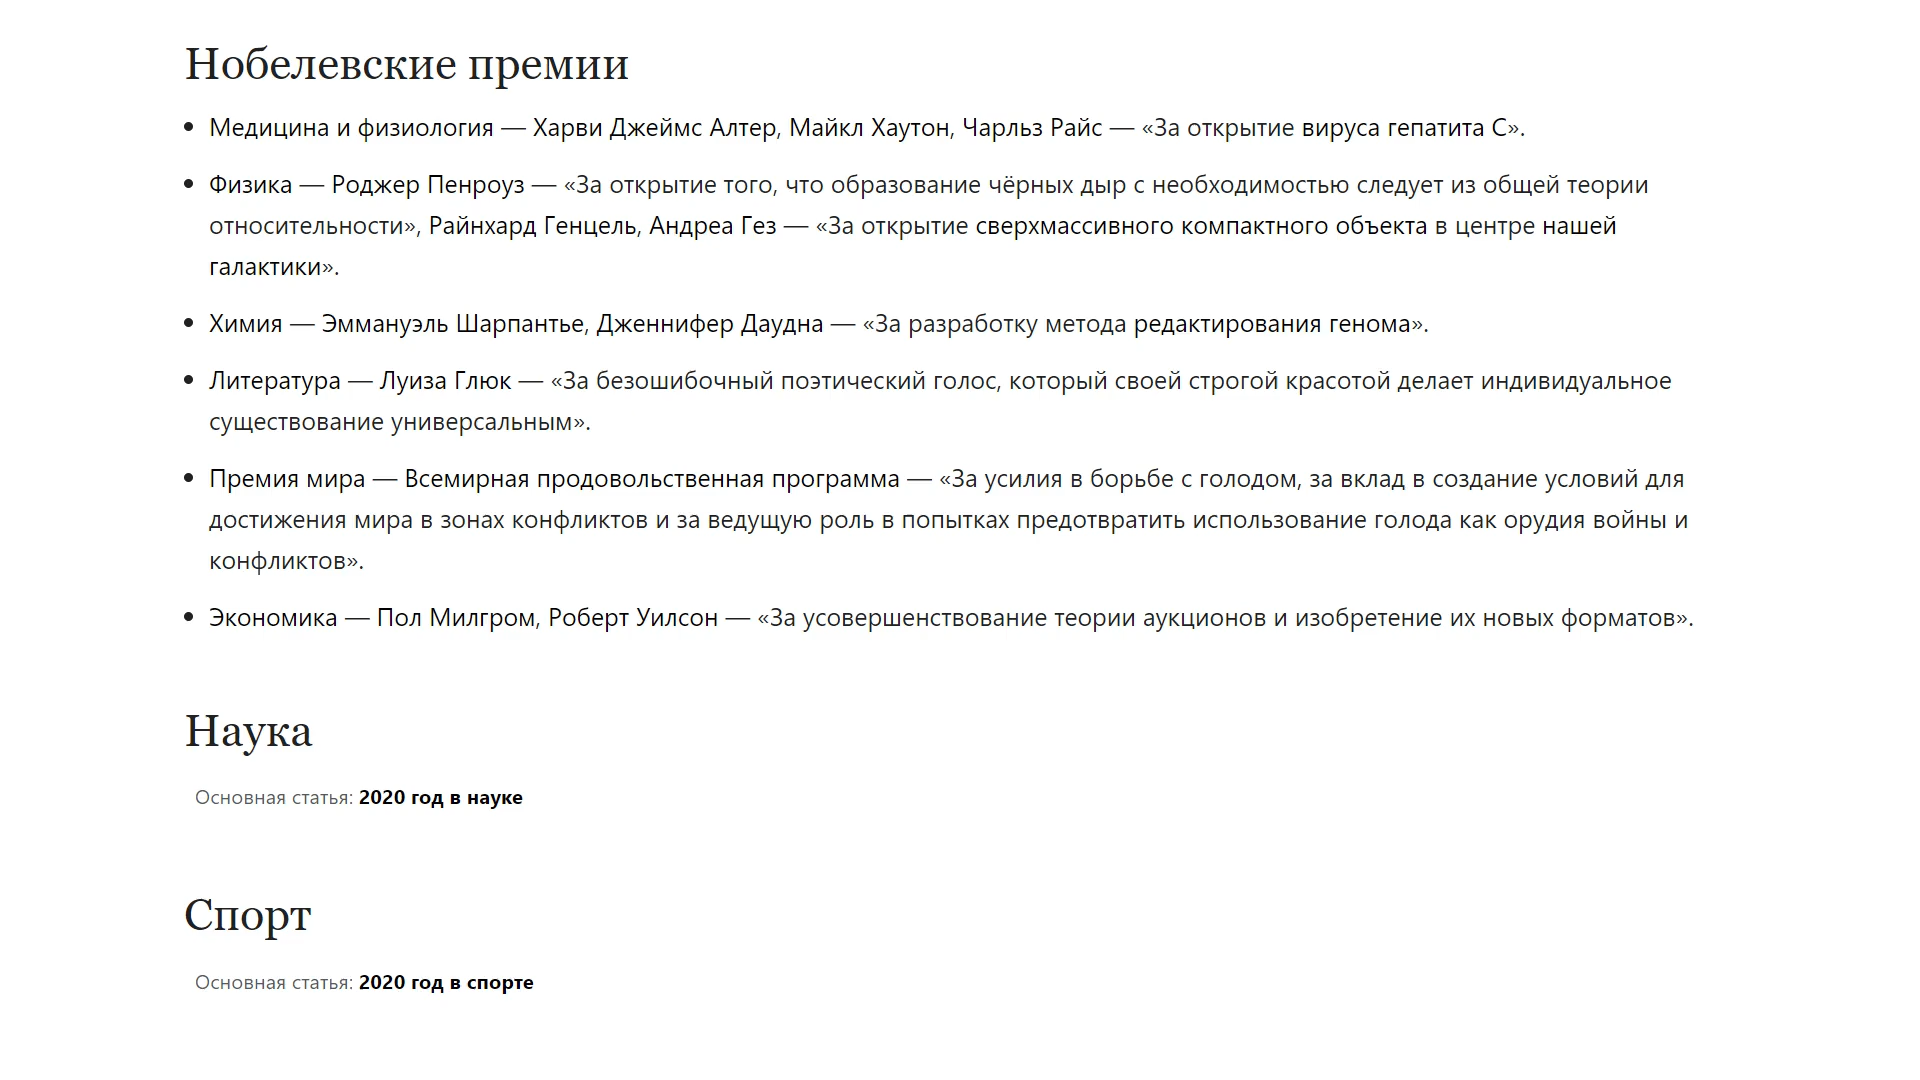 Нобелевские премии
• Медицина и физиология — Харви Джеймс Алтер, Майкл Хаутон, Чарльз Райс — «За открытие вируса гепатита C».
• Физика — Роджер Пенроуз — «За открытие того, что образование чёрных дыр с необходимостью следует из общей теории
относительности», Райнхард Генцель, Андреа Гез — «За открытие сверхмассивного компактного объекта в центре нашей
галактики».
• Химия — Эммануэль Шарпантье, Дженнифер Даудна — «За разработку метода редактирования генома».
• Литература — Луиза Глюк — «За безошибочный поэтический голос, который своей строгой красотой делает индивидуальное
существование универсальным».
• Премия мира — Всемирная продовольственная программа — «За усилия в борьбе с голодом, за вклад в создание условий для
достижения мира в зонах конфликтов и за ведущую роль в попытках предотвратить использование голода как орудия войны и
конфликтов».
• Экономика — Пол Милгром, Роберт Уилсон — «За усовершенствование теории аукционов и изобретение их новых форматов».
Наука
Основная статья: 2020 год в науке
Спорт
Основная статья: 2020 год в спорте